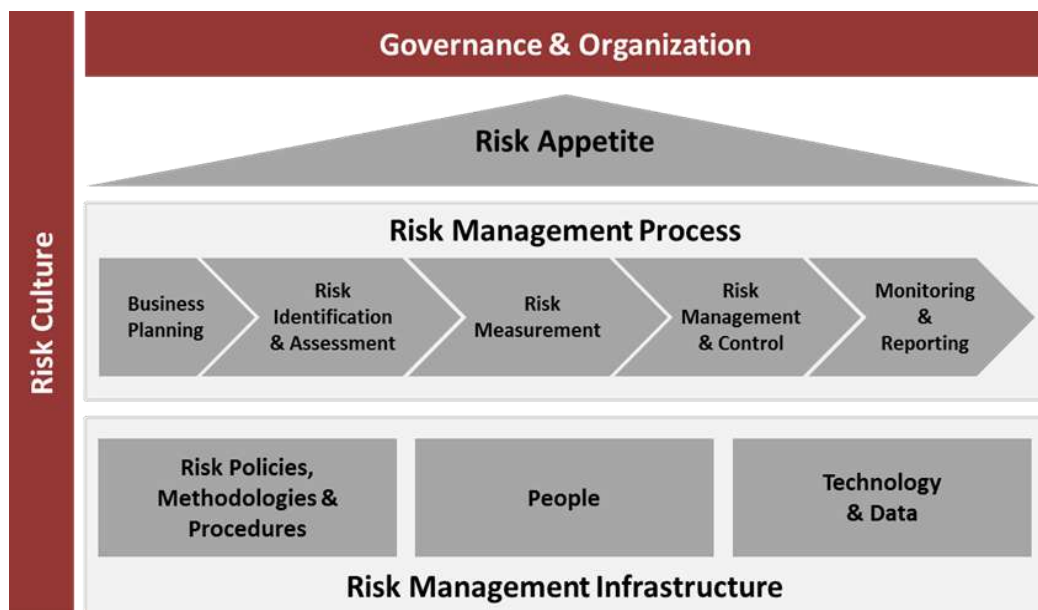 Governance & Organization
Risk Culture
Risk Appetite
Risk Management Process
Business
Planning
Risk
Identification
& Assessment
Risk
Measurement
Risk
Management
& Control
Monitoring
&
Reporting
Risk Policies,
Methodologies &
Procedures
People
Technology
& Data
Risk Management Infrastructure